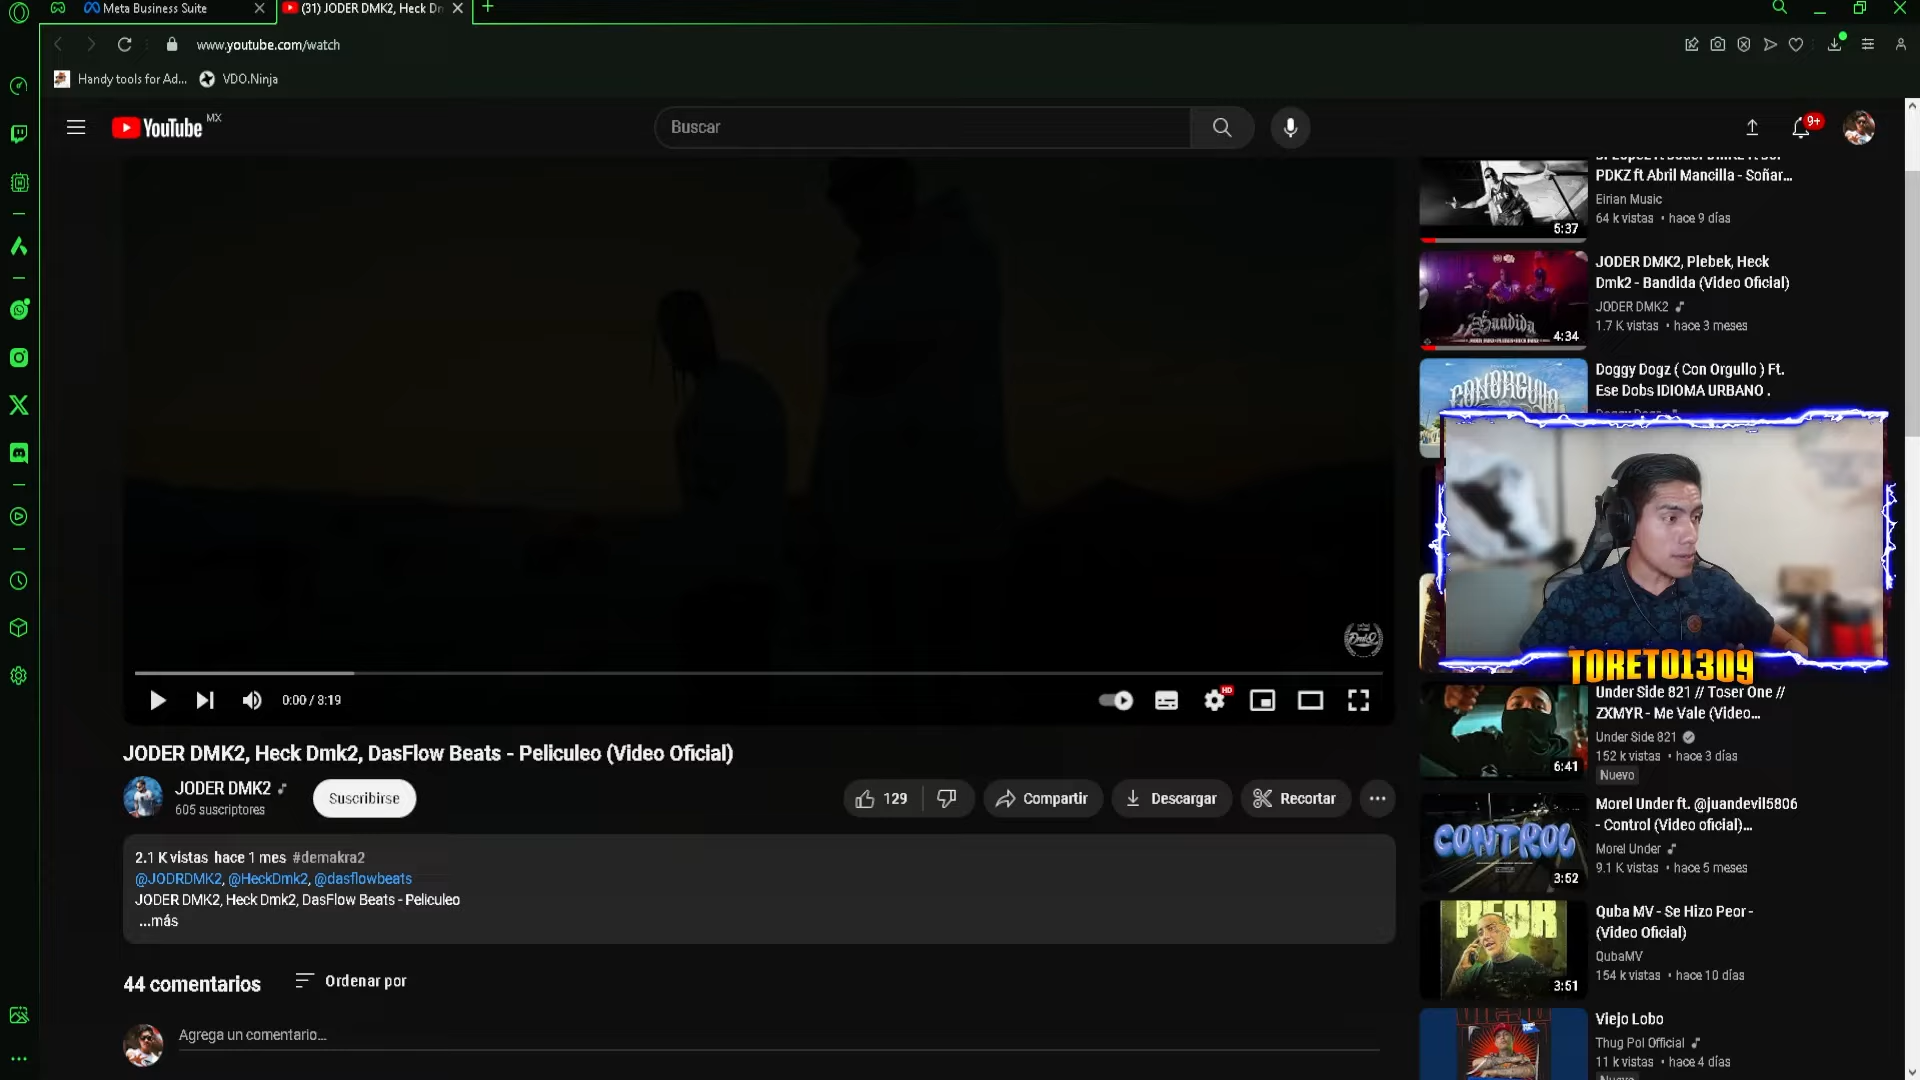 Meta Business Suite
(31) JODER DMK2, Heck Dm
www.youtube.com/watch
Handy tools for Ad...
VDO.Ninja
YouTube MX
Buscar
9+
PDKZ ft Abril Mancilla - Soñar...
Eirian Music
64 k vistas • hace 9 días
5:37
JODER DMK2, Plebek, Heck
Dmk2 - Bandida (Video Oficial)
JODER DMK2
1.7 K vistas • hace 3 meses
Bandida
4:34
Doggy Dogz ( Con Orgullo ) Ft.
Ese Dobs IDIOMA URBANO .
CONORGULLO
TORETO1309
0:00 / 3:19
HD
Under Side 821 // Toser One //
ZXMYR - Me Vale (Video...
Under Side 821
152 k vistas • hace 3 días
Nuevo
6:41
JODER DMK2, Heck Dmk2, DasFlow Beats - Peliculeo (Video Oficial)
JODER DMK2
605 suscriptores
Suscribirse
129
Compartir
Descargar
Recortar
2.1 K vistas hace 1 mes #demakra2
@JODRDMK2, @HeckDmk2, @dasflowbeats
JODER DMK2, Heck Dmk2, DasFlow Beats - Peliculeo
...más
Morel Under ft. @juandevil5806
- Control (Video oficial)...
Morel Under
9.1 K vistas • hace 5 meses
CONTROL
3:52
Quba MV - Se Hizo Peor -
(Video Oficial)
QubaMV
154 k vistas • hace 10 días
PEOR
3:51
44 comentarios
Ordenar por
Agrega un comentario...
Viejo Lobo
Thug Pol Official
11 k vistas • hace 4 días